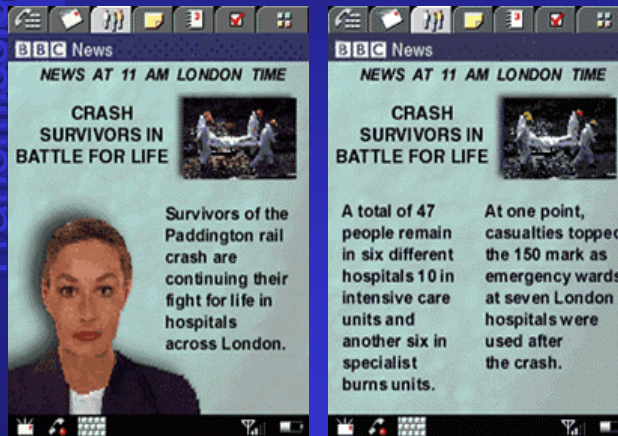 BBC News
NEWS AT 11 AM LONDON TIME
CRASH
SURVIVORS IN
BATTLE FOR LIFE
Survivors of the
Paddington rail
crash are
continuing their
fight for life in
hospitals
across London.
BBC News
NEWS AT 11 AM LONDON TIME
CRASH
SURVIVORS IN
BATTLE FOR LIFE
A total of 47
people remain
in six different
hospitals 10 in
intensive care
units and
another six in
specialist
burns units.
At one point,
casualties topped
the 150 mark as
emergency wards
at seven London
hospitals were
used after
the crash.